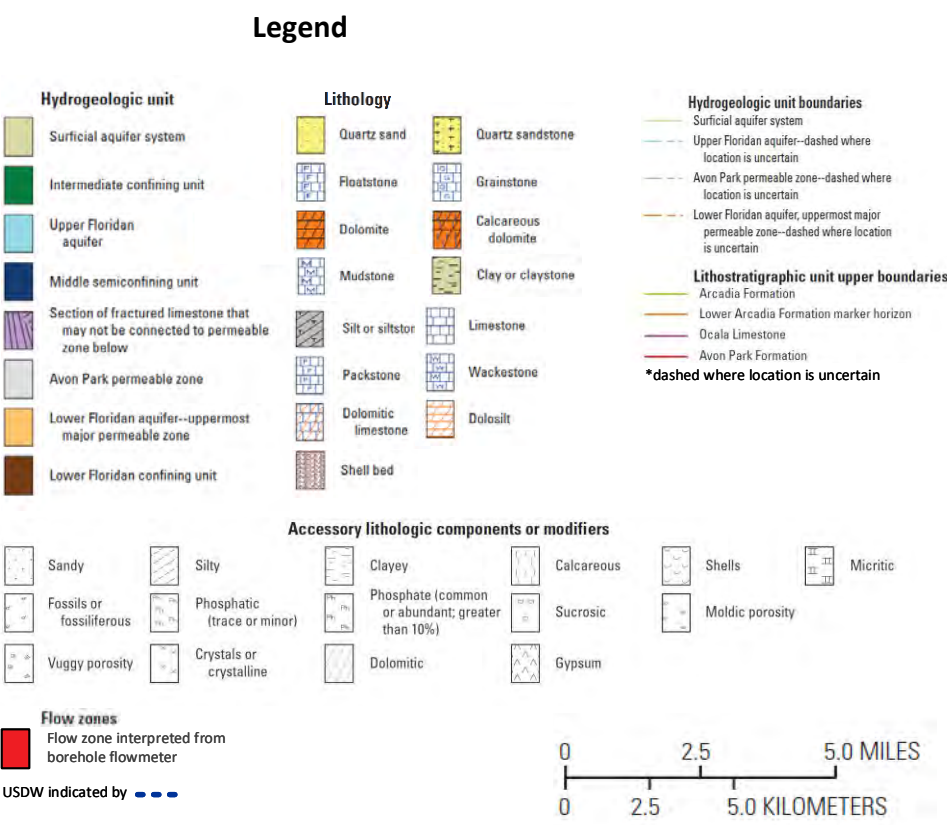 Legend
Hydrogeologic unit
Surficial aquifer system
Intermediate confining unit
Upper Floridan
aquifer
Middle semiconfining unit
Section of fractured limestone that
may not be connected to permeable
zone below
Avon Park permeable zone
Lower Floridan aquifer--uppermost
major permeable zone
Lower Floridan confining unit
Lithology
Quartz sand
Quartz sandstone
Floatstone
Grainstone
Dolomite
Calcareous
dolomite
Mudstone
Clay or claystone
Silt or siltstor
Limestone
Packstone
Wackestone
Dolomitic
limestone
Dolosilt
Shell bed
Hydrogeologic unit boundaries
Surficial aquifer system
Upper Floridan aquifer--dashed where
location is uncertain
Avon Park permeable zone--dashed where
location is uncertain
Lower Floridan aquifer, uppermost major
permeable zone--dashed where location
is uncertain
Lithostratigraphic unit upper boundaries
Arcadia Formation
Lower Arcadia Formation marker horizon
Ocala Limestone
Avon Park Formation
*dashed where location is uncertain
Accessory lithologic components or modifiers
Sandy
Silty
Clayey
Calcareous
Shells
Micritic
Fossils or
fossiliferous
Phosphatic
(trace or minor)
Phosphate (common
or abundant; greater
than 10%)
Sucrosic
Moldic porosity
Vuggy porosity
Crystals or
crystalline
Dolomitic
Gypsum
Flow zones
Flow zone interpreted from
borehole flowmeter
USDW indicated by
0 2.5 5.0 MILES
0 2.5 5.0 KILOMETERS